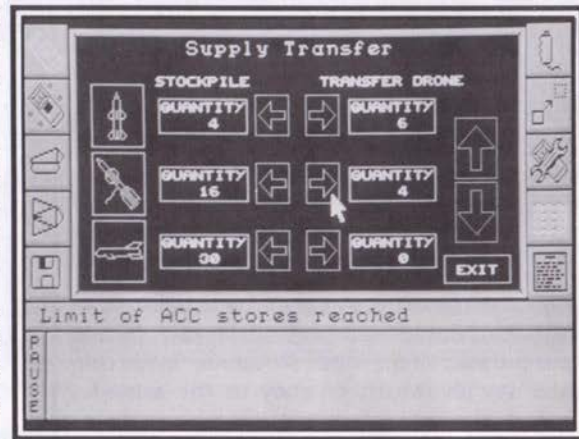 Supply Transfer
STOCKPILE TRANSFER DRONE
QUANTITY QUANTITY
4 6
QUANTITY QUANTITY
16 4
QUANTITY QUANTITY
30 0
EXIT
Limit of ACC stores reached
PAUSE